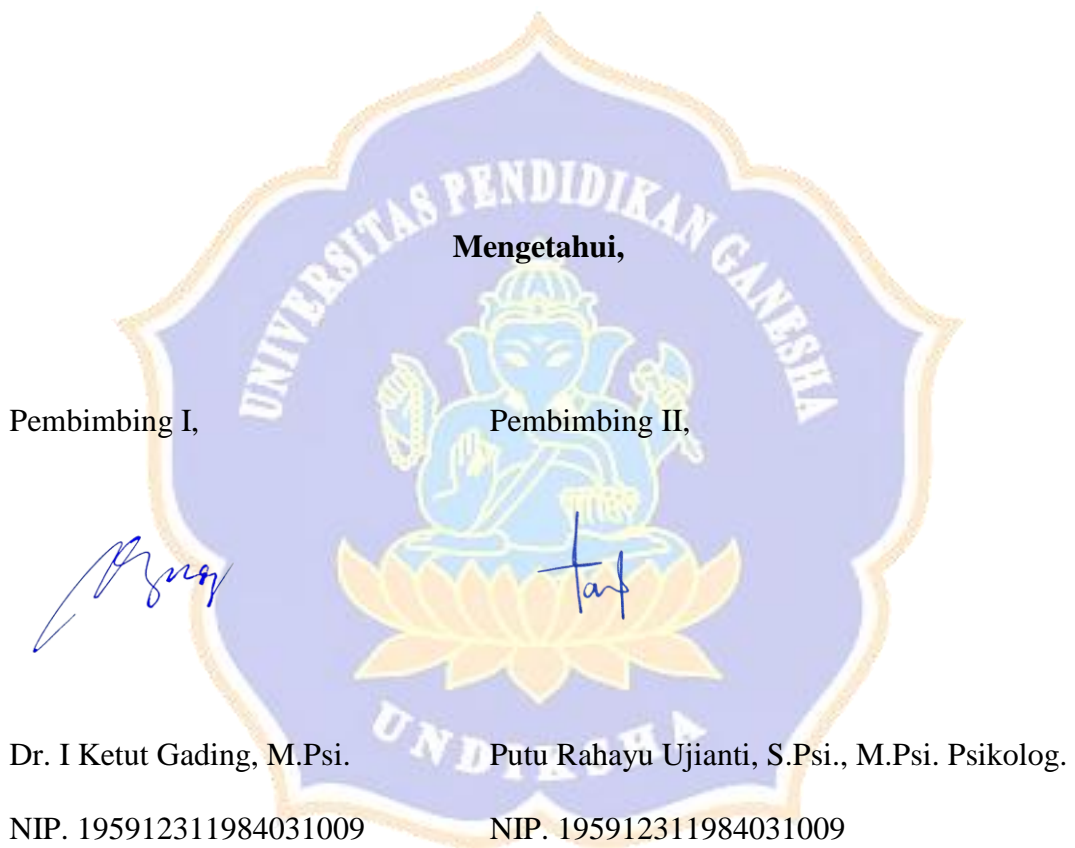 UNIVERSITAS PENDIDIKAN GANESHA
Mengetahui,
Pembimbing I, Pembimbing II,
Dr. I Ketut Gading, M.Psi. Putu Rahayu Ujianti, S.Psi., M.Psi. Psikolog.
UNDIKSHA
NIP. 195912311984031009 NIP. 195912311984031009